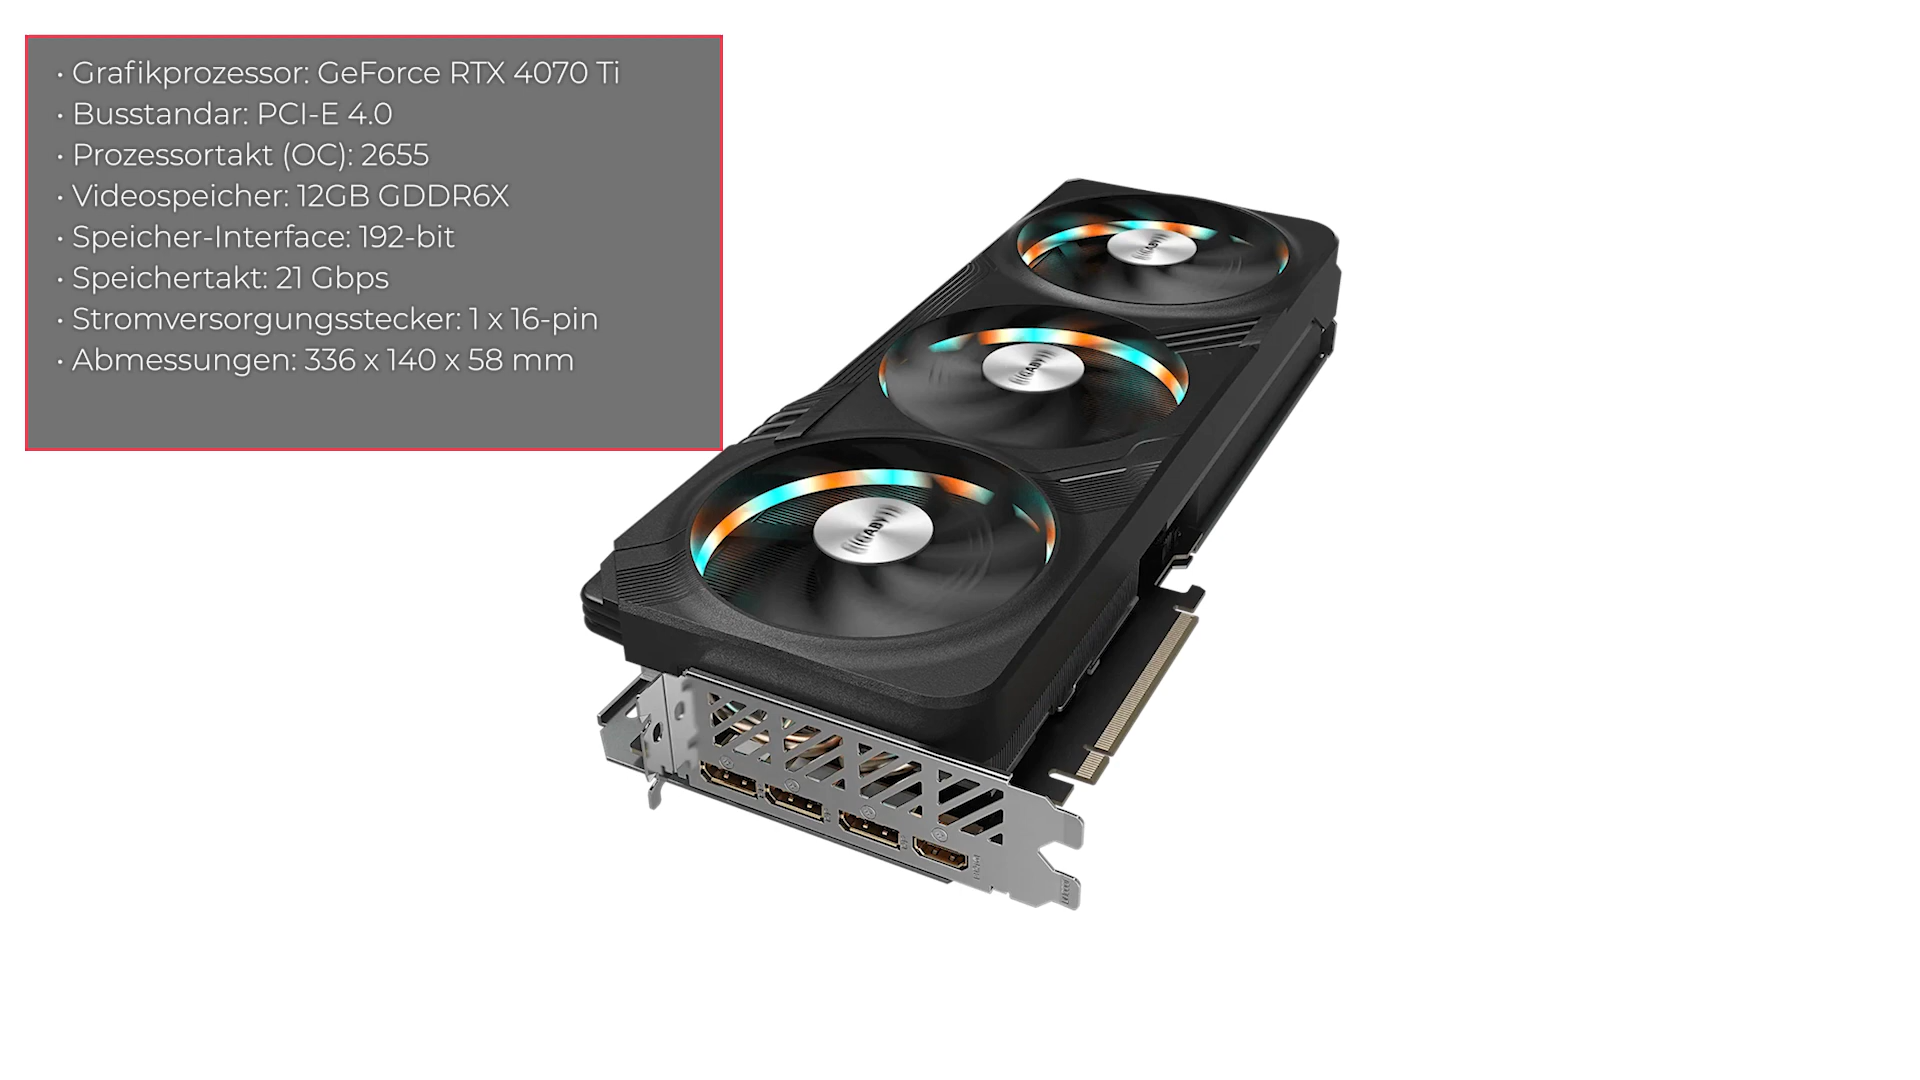 • Grafikprozessor: GeForce RTX 4070 Ti
• Busstandar: PCI-E 4.0
• Prozessortakt (OC): 2655
• Videospeicher: 12GB GDDR6X
• Speicher-Interface: 192-bit
• Speichertakt: 21 Gbps
• Stromversorgungsstecker: 1 x 16-pin
• Abmessungen: 336 x 140 x 58 mm